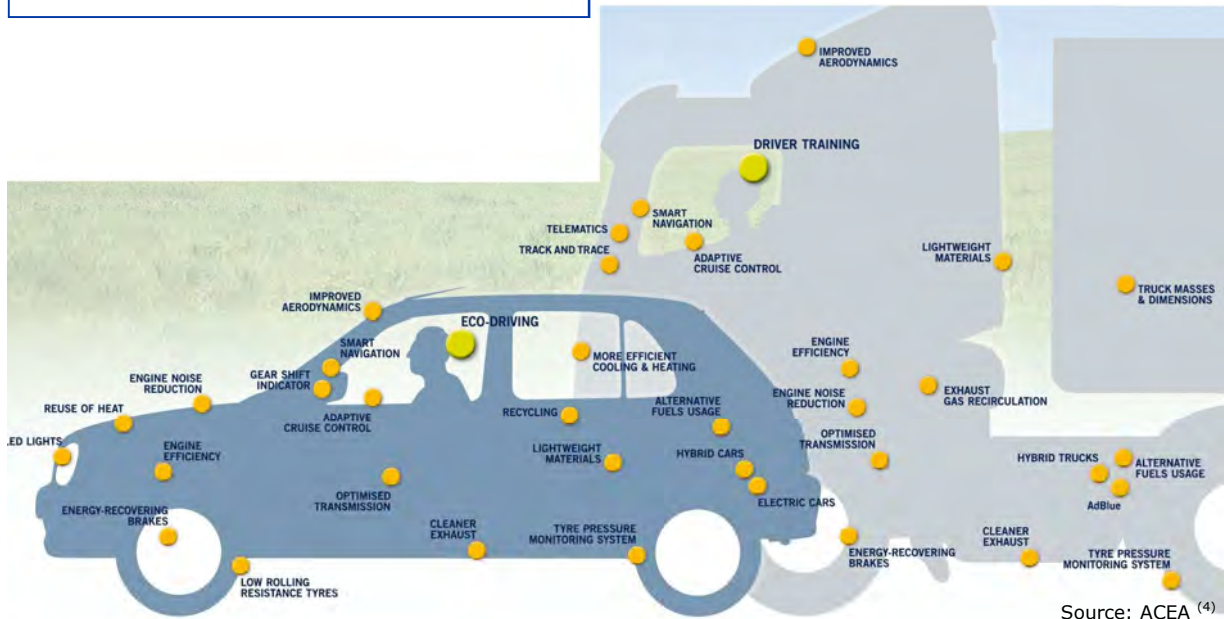 IMPROVED
AERODYNAMICS
DRIVER TRAINING
SMART
NAVIGATION
TELEMATICS
TRACK AND TRACE
ADAPTIVE
CRUISE CONTROL
LIGHTWEIGHT
MATERIALS
TRUCK MASSES
& DIMENSIONS
IMPROVED
AERODYNAMICS
ECO-DRIVING
SMART
NAVIGATION
GEAR SHIFT
INDICATOR
MORE EFFICIENT
COOLING & HEATING
ENGINE
EFFICIENCY
ENGINE NOISE
REDUCTION
REUSE OF HEAT
ADAPTIVE
CRUISE CONTROL
RECYCLING
ALTERNATIVE
FUELS USAGE
ENGINE NOISE
REDUCTION
EXHAUST
GAS RECIRCULATION
LED LIGHTS
ENGINE
EFFICIENCY
OPTIMISED
TRANSMISSION
LIGHTWEIGHT
MATERIALS
HYBRID CARS
ELECTRIC CARS
OPTIMISED
TRANSMISSION
HYBRID TRUCKS
ALTERNATIVE
FUELS USAGE
AdBlue
ENERGY-RECOVERING
BRAKES
CLEANER
EXHAUST
TYRE PRESSURE
MONITORING SYSTEM
ENERGY-RECOVERING
BRAKES
CLEANER
EXHAUST
TYRE PRESSURE
MONITORING SYSTEM
LOW ROLLING
RESISTANCE TYRES
Source: ACEA (4)